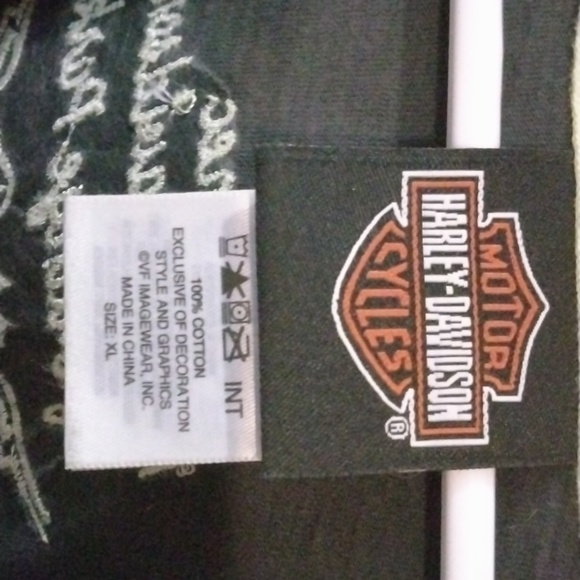 MOTOR
HARLEY-DAVIDSON
CYCLES
®
INT
100% COTTON
EXCLUSIVE OF DECORATION
STYLE AND GRAPHICS
©VF IMAGEWEAR, INC.
MADE IN CHINA
SIZE: XL